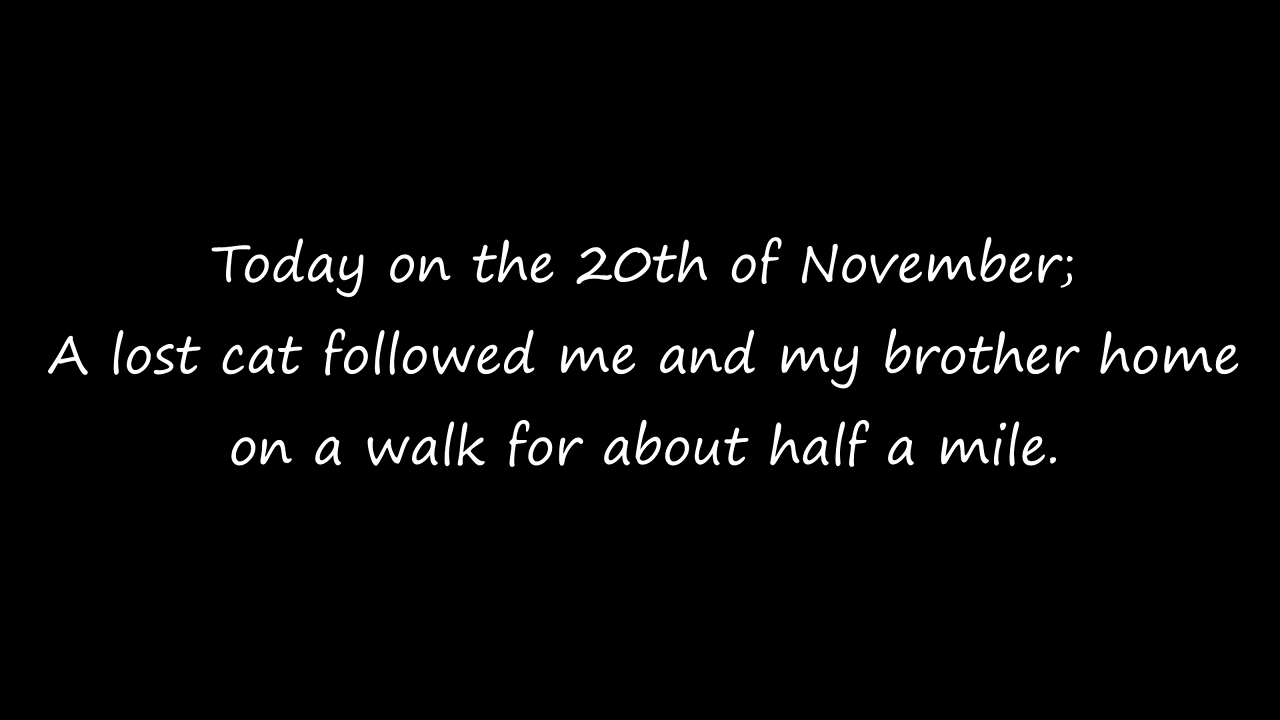 Today on the 20th of November;
A lost cat followed me and my brother home
on a walk for about half a mile.